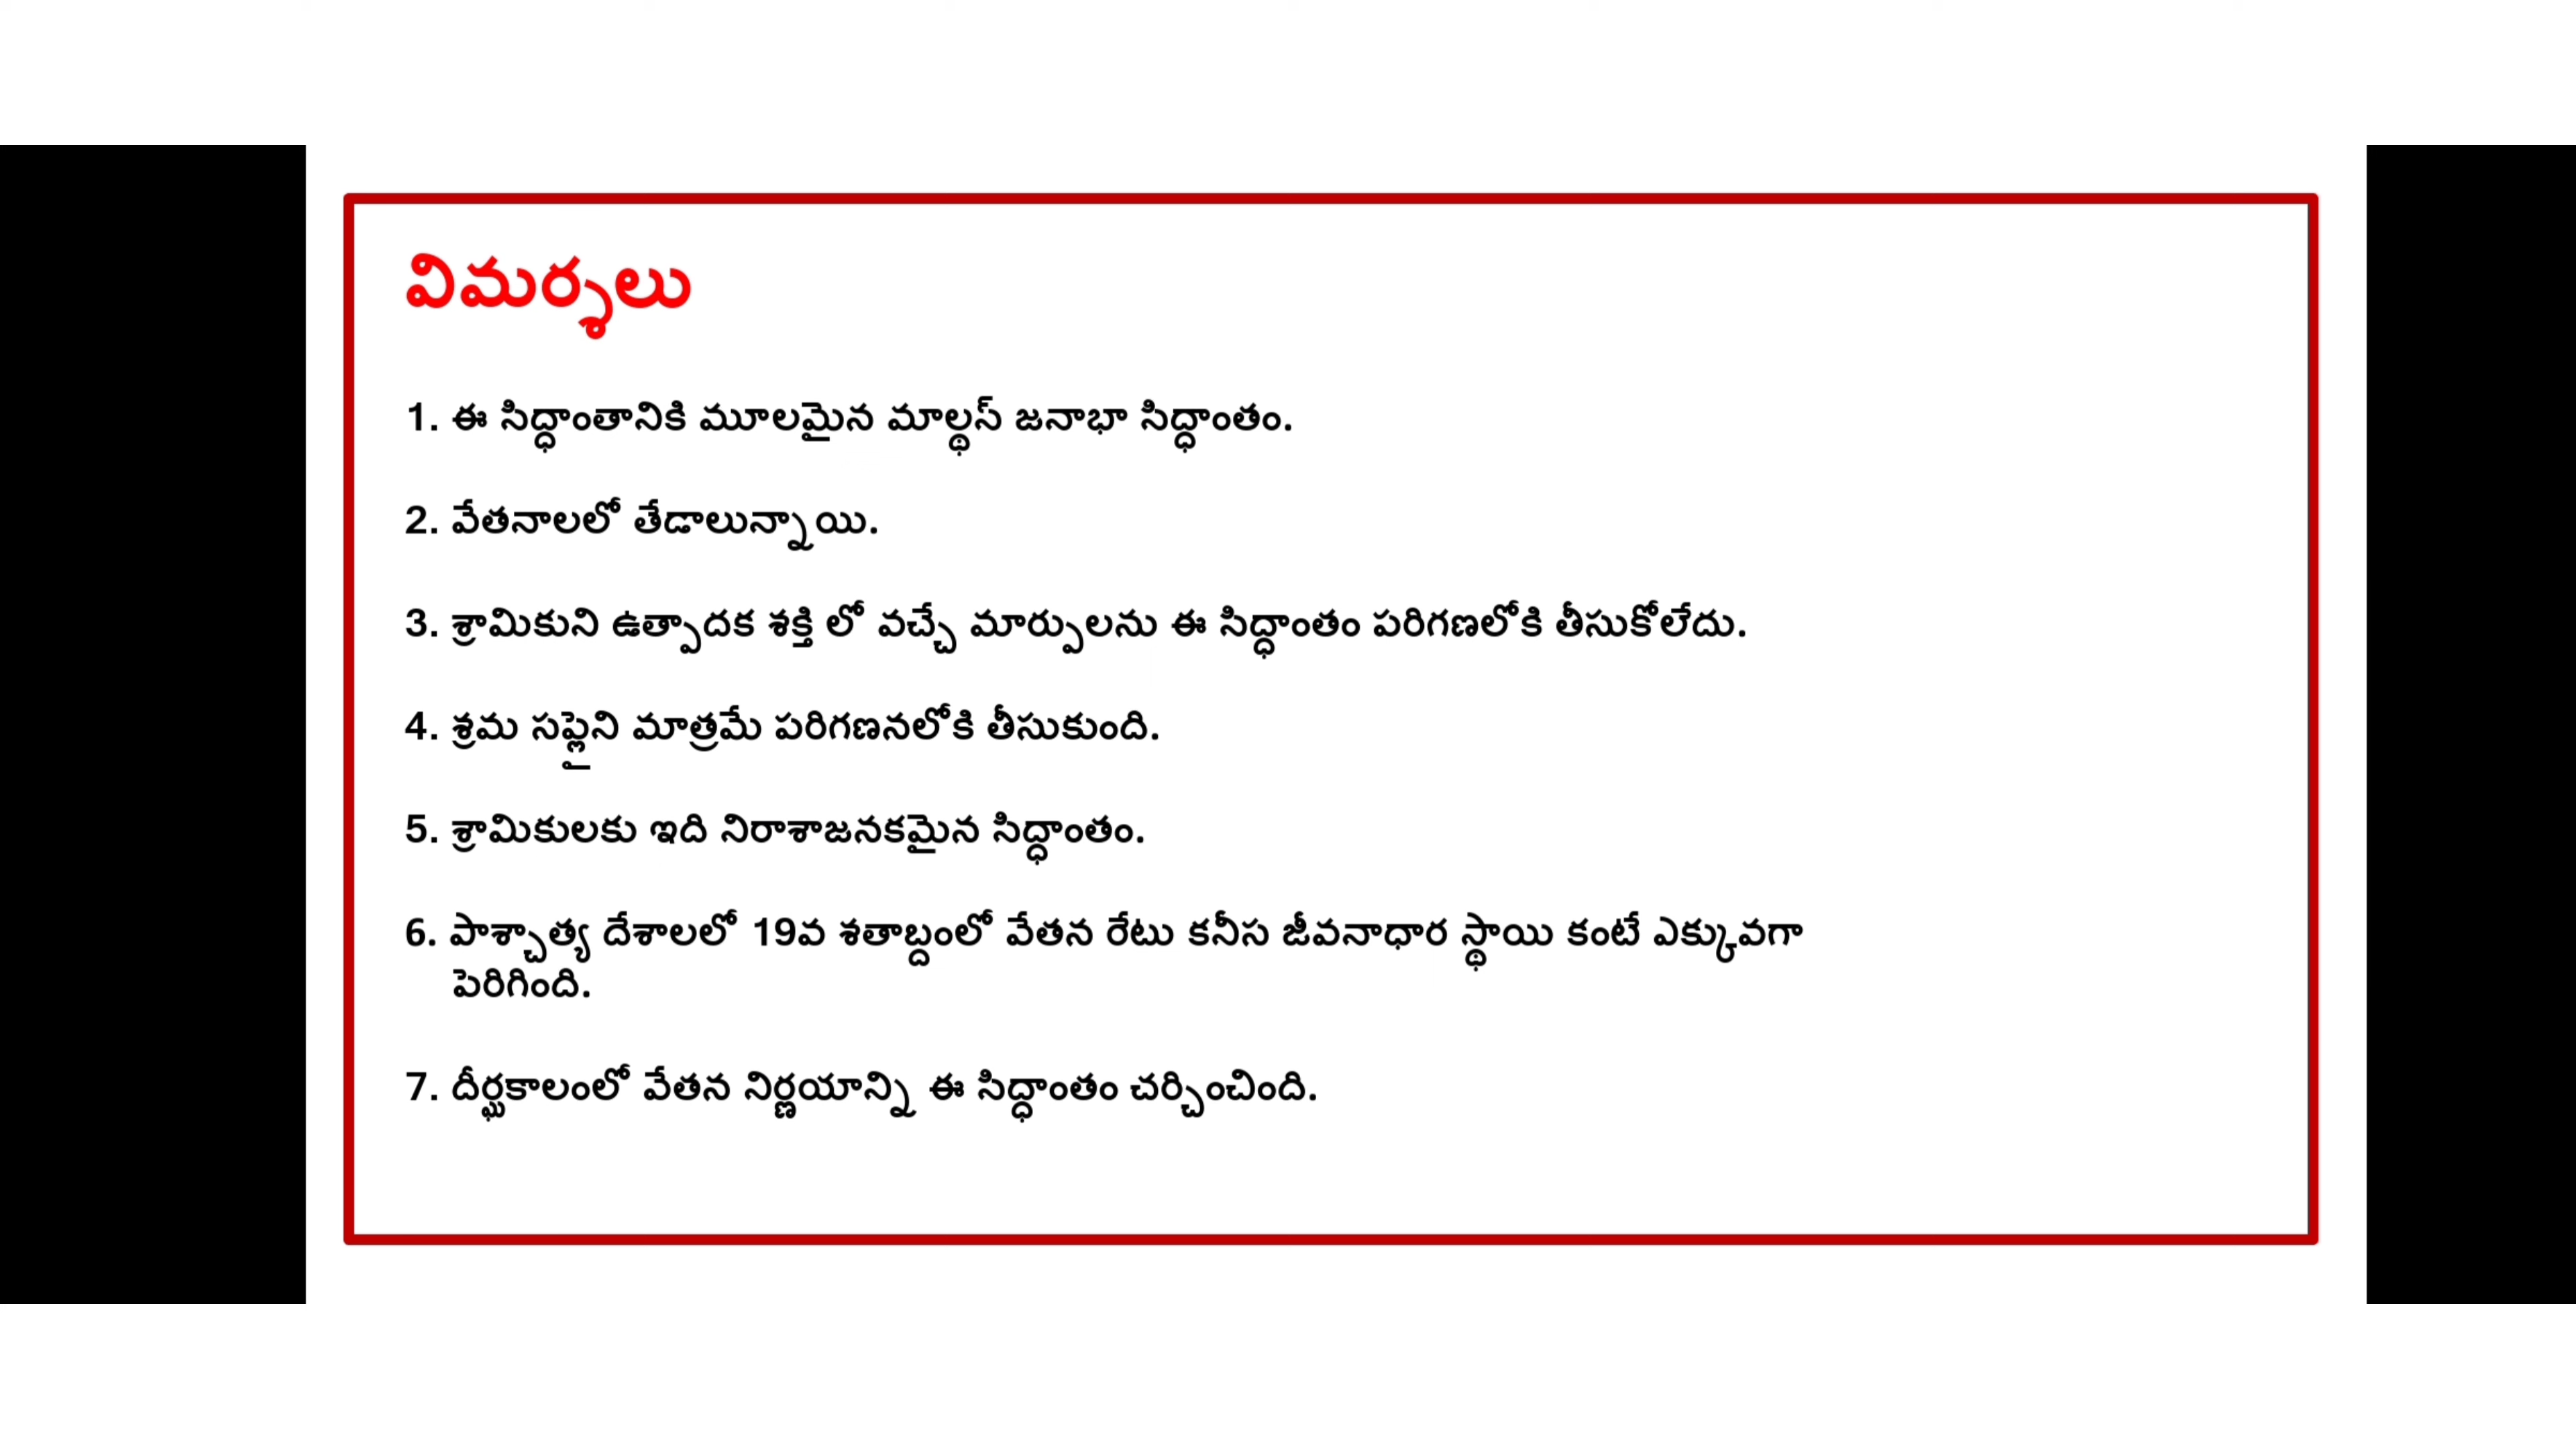 విమర్శలు
1. ఈ సిద్ధాంతానికి మూలమైన మాల్థస్ జనాభా సిద్ధాంతం.
2. వేతనాలలో తేడాలున్నాయి.
3. శ్రామికుని ఉత్పాదక శక్తి లో వచ్చే మార్పులను ఈ సిద్ధాంతం పరిగణలోకి తీసుకోలేదు.
4. శ్రమ సప్లైని మాత్రమే పరిగణనలోకి తీసుకుంది.
5. శ్రామికులకు ఇది నిరాశాజనకమైన సిద్ధాంతం.
6. పాశ్చాత్య దేశాలలో 19వ శతాబ్దంలో వేతన రేటు కనీస జీవనాధార స్థాయి కంటే ఎక్కువగా
పెరిగింది.
7. దీర్ఘకాలంలో వేతన నిర్ణయాన్ని ఈ సిద్ధాంతం చర్చించింది.